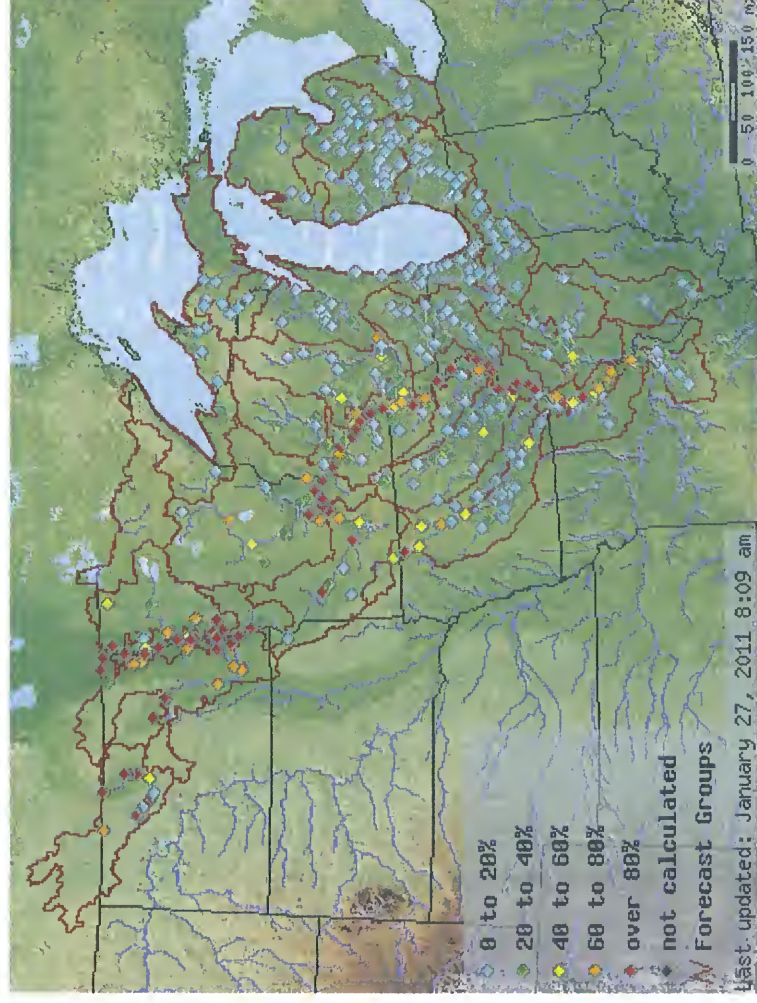 0 to 20%
20 to 40%
40 to 60%
60 to 80%
over 80%
not calculated
Forecast Groups
Last updated: January 27, 2011 8:09 am
0 50 100 150 m